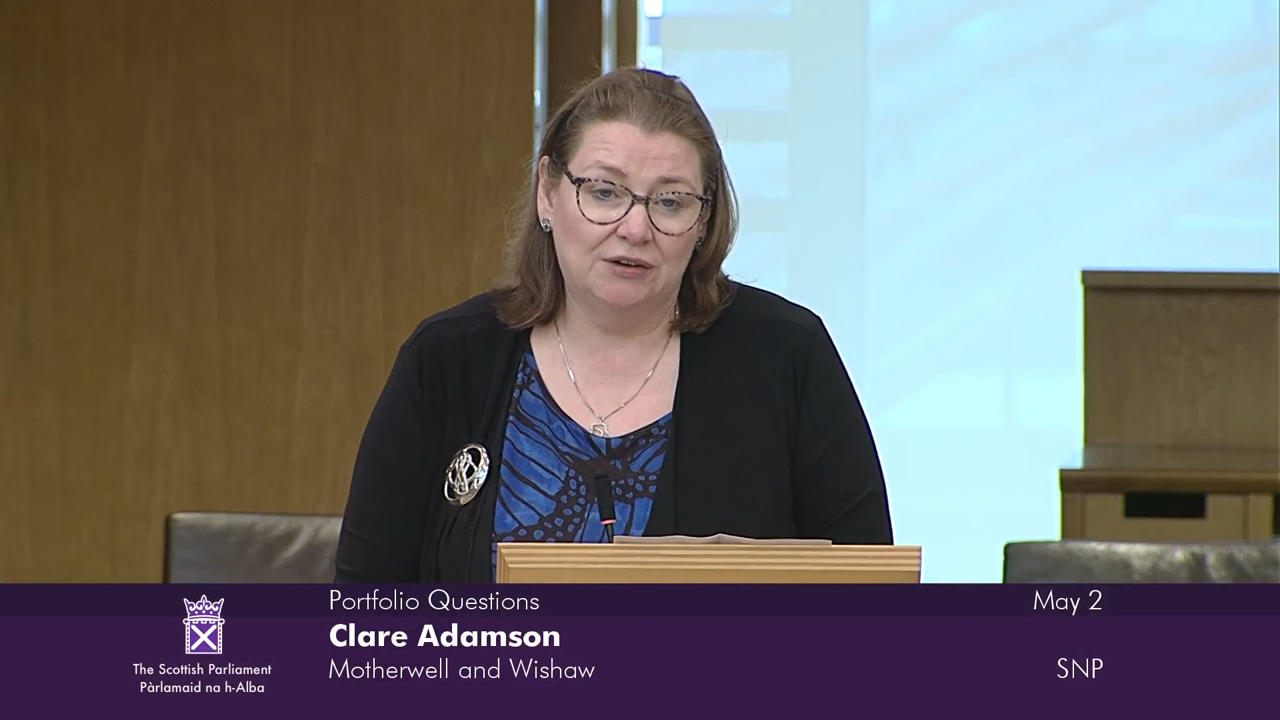 Portfolio Questions
May 2
Clare Adamson
Motherwell and Wishaw
SNP
The Scottish Parliament
Pàrlamaid na h-Alba